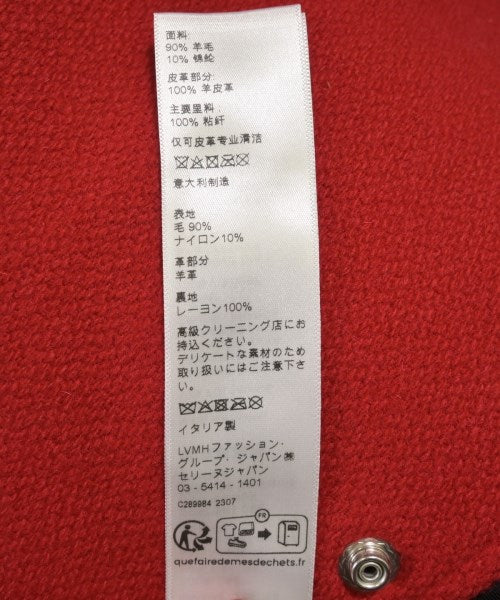 面料:
90% 羊毛
10% 锦纶
皮革部分:
100% 羊皮革
主要里料:
100% 粘纤
仅可皮革专业清洁
意大利制造
表地
毛 90%
ナイロン10%
革部分
羊革
裏地
レーヨン100%
高級クリーニング店にお
持込ください。
デリケートな素材のため
取り扱いにはご注意下さ
い。
イタリア製
LVMHファッション・
グループ・ジャパン㈱
セリーヌジャパン
03 - 5414 - 1401
C289984 2307
FR
quefairedemesdechets.fr